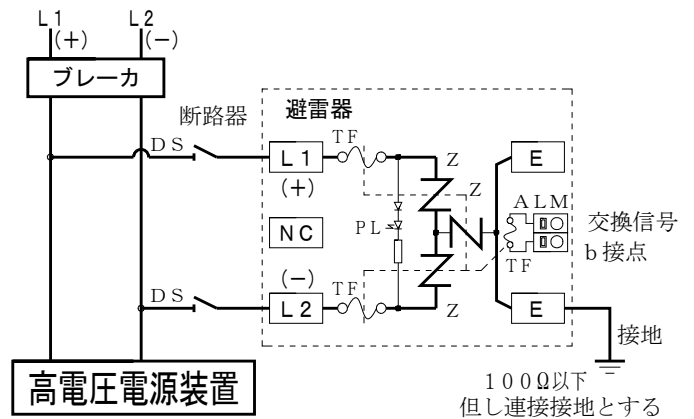 L1 L2
(+) (-)
ブレーカ
断路器
避雷器
DS
L1
TF
Z
E
(+)
Z
ALM
交換信号
PL
NC
b接点
TF
(-)
DS
L2
TF
Z
E
接地
高電圧電源装置
100Ω以下
但し連接接地とする